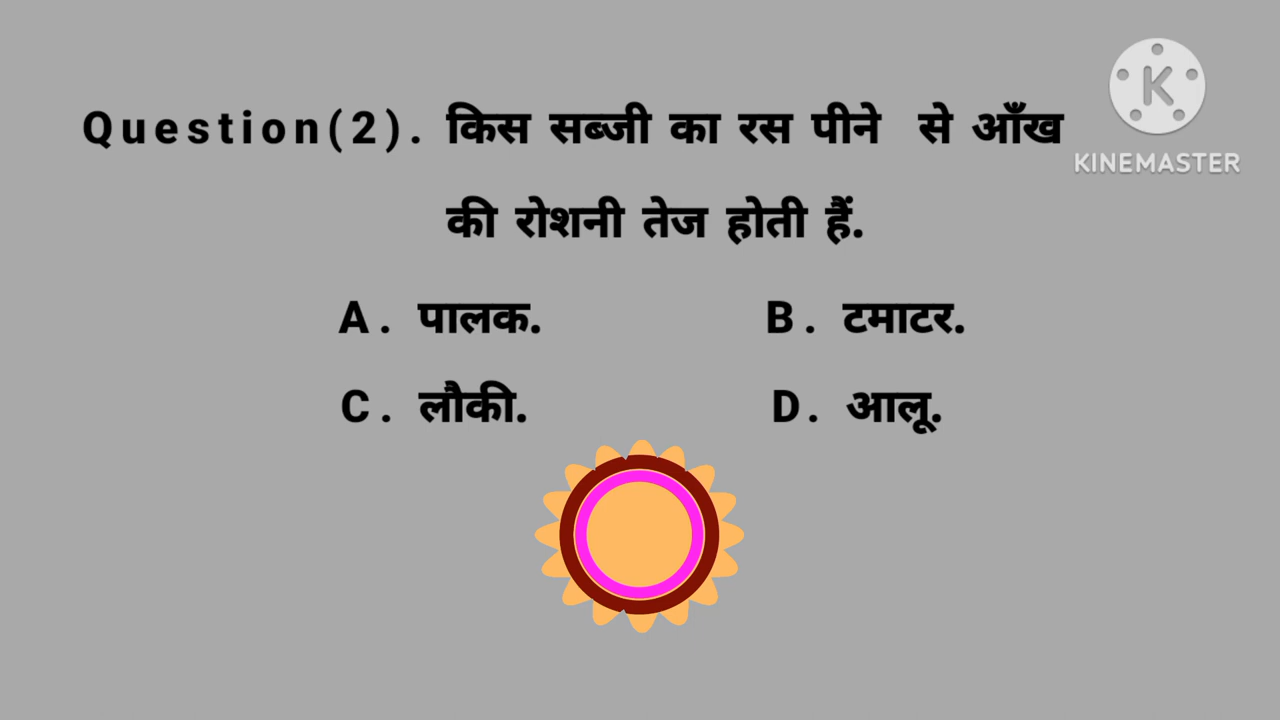 Question(2). किस सब्जी का रस पीने से आँख
K
KINEMASTER
की रोशनी तेज होती हैं.
A. पालक. B. टमाटर.
C. लौकी. D. आलू.